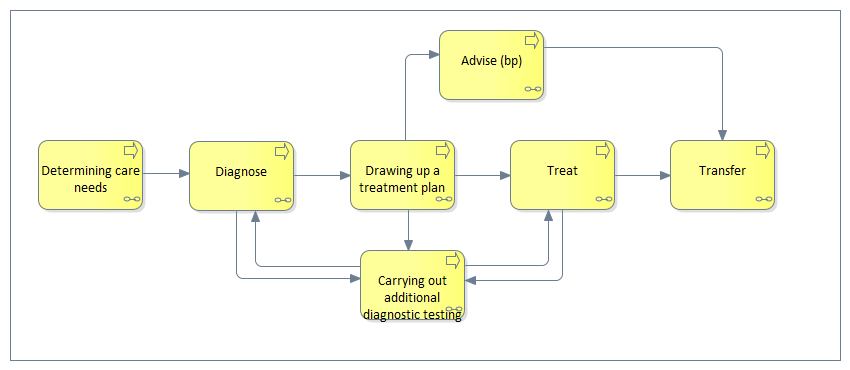 Advise (bp)
Determining care
needs
Diagnose
Drawing up a
treatment plan
Treat
Transfer
Carrying out
additional
diagnostic testing